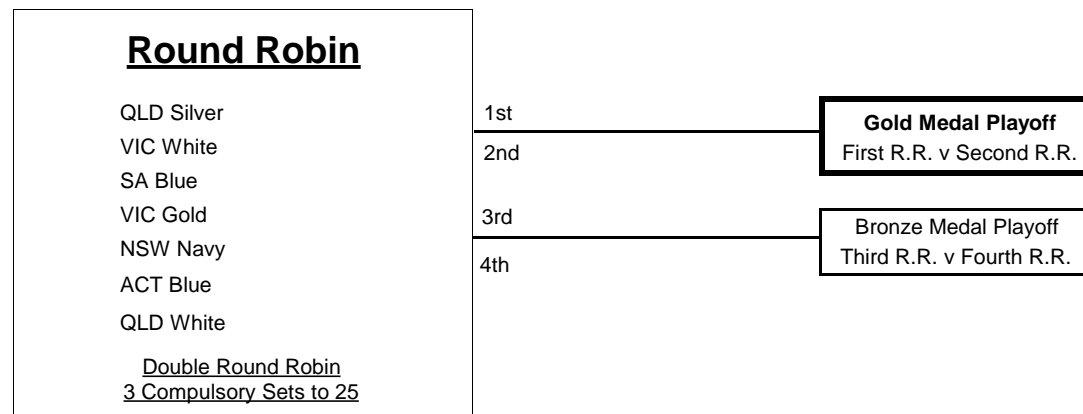 Round Robin
QLD Silver
VIC White
SA Blue
VIC Gold
NSW Navy
ACT Blue
QLD White
Double Round Robin
3 Compulsory Sets to 25
1st
2nd
3rd
4th
Gold Medal Playoff
First R.R. v Second R.R.
Bronze Medal Playoff
Third R.R. v Fourth R.R.